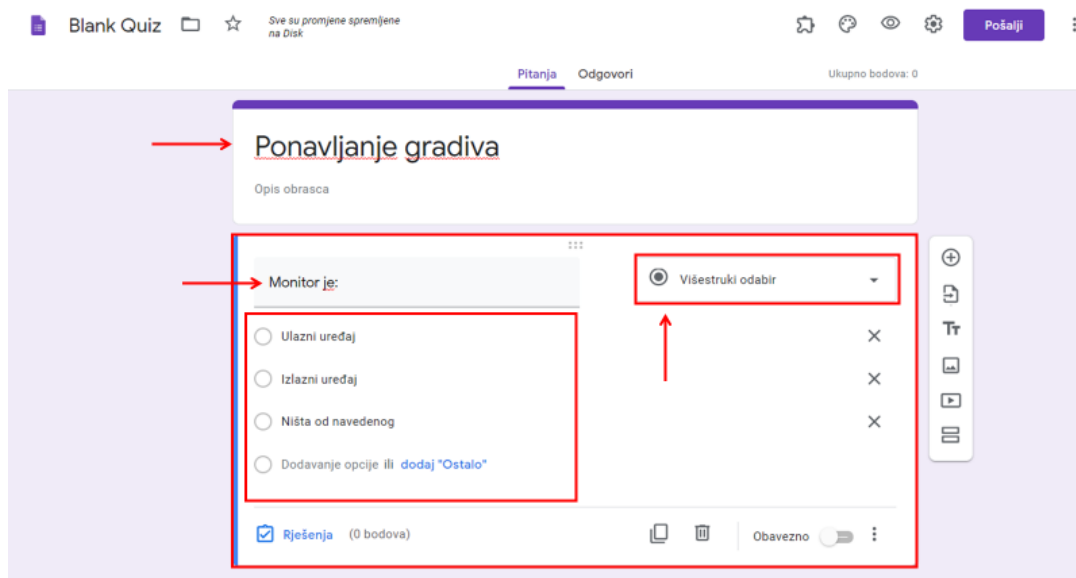 Blank Quiz
Sve su promjene spremljene
na Disk
Pošalji
Pitanja Odgovori Ukupno bodova: 0
Ponavljanje gradiva
Opis obrasca
Monitor je: Višestruki odabir
Ulazni uređaj
Izlazni uređaj
Ništa od navedenog
Dodavanje opcije ili dodaj "Ostalo"
Rješenja (0 bodova) Obavezno
Tт